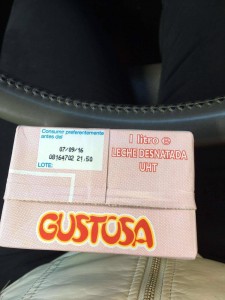 Consumir preferentemente
antes del
07/09/16
08164702 21:50
LOTE:
1 litro e
LECHE DESNATADA
UHT
GUSTOSA